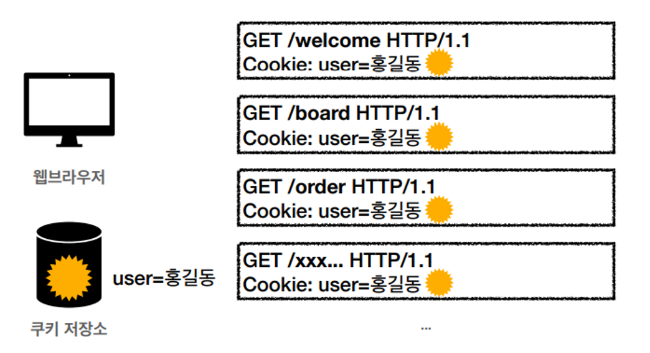 GET /welcome HTTP/1.1
Cookie: user=홍길동
GET /board HTTP/1.1
Cookie: user=홍길동
웹브라우저
GET /order HTTP/1.1
Cookie: user=홍길동
GET /xxx... HTTP/1.1
Cookie: user=홍길동
user=홍길동
쿠키 저장소
...